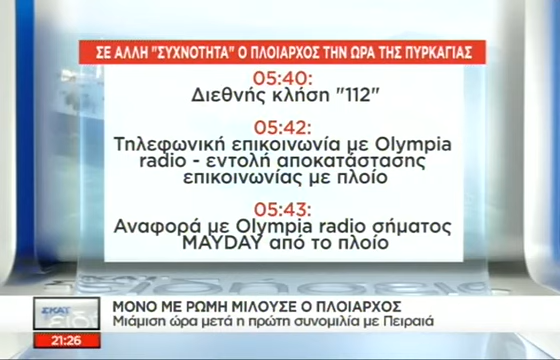 ΣΕ ΑΛΛΗ "ΣΥΧΝΟΤΗΤΑ" Ο ΠΛΟΙΑΡΧΟΣ ΤΗΝ ΩΡΑ ΤΗΣ ΠΥΡΚΑΓΙΑΣ
05:40:
Διεθνής κλήση "112"
05:42:
Τηλεφωνική επικοινωνία με Olympia
radio - εντολή αποκατάστασης
επικοινωνίας με πλοίο
05:43:
Αναφορά με Olympia radio σήματος
MAYDAY από το πλοίο
ΣΚΑΪ
ΜΟΝΟ ΜΕ ΡΩΜΗ ΜΙΛΟΥΣΕ Ο ΠΛΟΙΑΡΧΟΣ
Μιάμιση ώρα μετά η πρώτη συνομιλία με Πειραιά
21:26